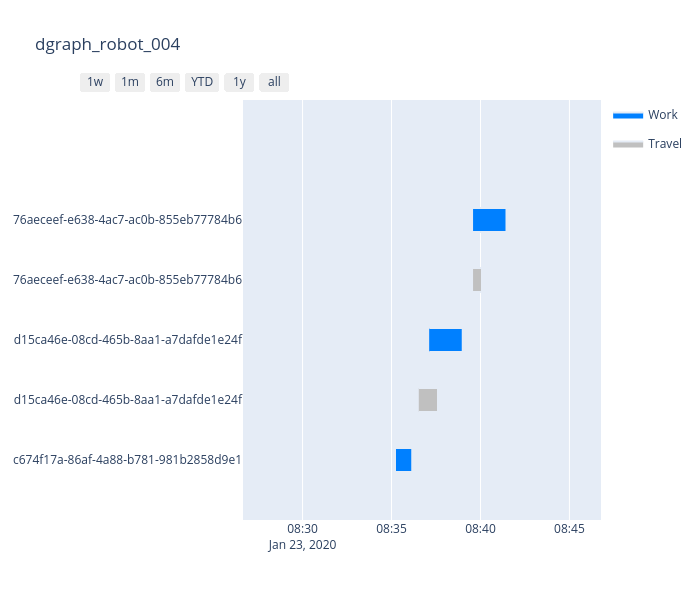 dgraph_robot_004
1w 1m 6m YTD 1y all
Work
Travel
76aeceef-e638-4ac7-ac0b-855eb77784b6
76aeceef-e638-4ac7-ac0b-855eb77784b6
d15ca46e-08cd-465b-8aa1-a7dafde1e24f
d15ca46e-08cd-465b-8aa1-a7dafde1e24f
c674f17a-86af-4a88-b781-981b2858d9e1
08:30 08:35 08:40 08:45
Jan 23, 2020